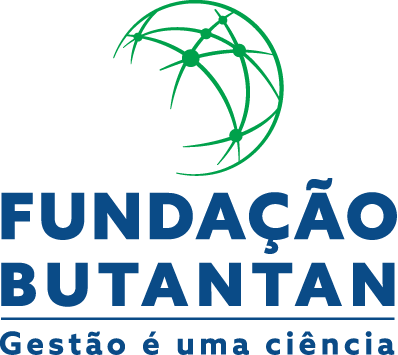 FUNDAÇÃO
BUTANTAN
Gestão é uma ciência